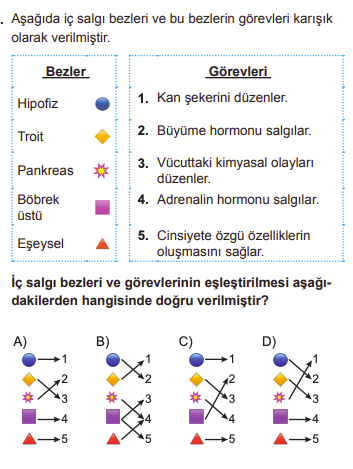 . Aşağıda iç salgı bezleri ve bu bezlerin görevleri karışık
olarak verilmiştir.
Bezler
Hipofiz
Troit
Pankreas
Böbrek
üstü
Eşeysel
Görevleri
1. Kan şekerini düzenler.
2. Büyüme hormonu salgılar.
3. Vücuttaki kimyasal olayları
düzenler.
4. Adrenalin hormonu salgılar.
5. Cinsiyete özgü özelliklerin
oluşmasını sağlar.
İç salgı bezleri ve görevlerinin eşleştirilmesi aşağı-
dakilerden hangisinde doğru verilmiştir?
A)
1
2
3
4
5
B)
1
2
3
4
5
C)
1
2
3
4
5
D)
1
2
3
4
5